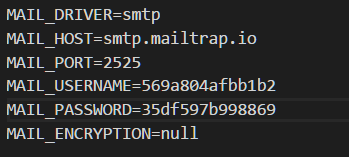 MAIL_DRIVER=smtp
MAIL_HOST=smtp.mailtrap.io
MAIL_PORT=2525
MAIL_USERNAME=569a804afbb1b2
MAIL_PASSWORD=35df597b998869
MAIL_ENCRYPTION=null